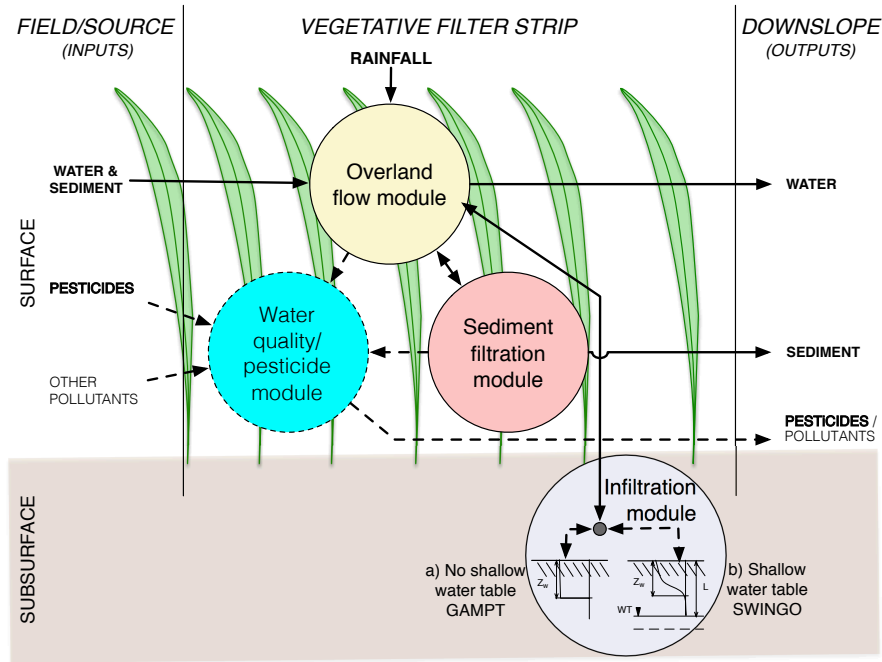 FIELD/SOURCE
(INPUTS)
VEGETATIVE FILTER STRIP
DOWNSLOPE
(OUTPUTS)
RAINFALL
Overland
flow module
WATER &
SEDIMENT
WATER
SURFACE
PESTICIDES
Water
quality/
pesticide
module
Sediment
filtration
module
SEDIMENT
OTHER
POLLUTANTS
PESTICIDES /
POLLUTANTS
SUBSURFACE
Infiltration
module
a) No shallow
water table
GAMPT
Zw
Zw
L
WT
b) Shallow
water table
SWINGO